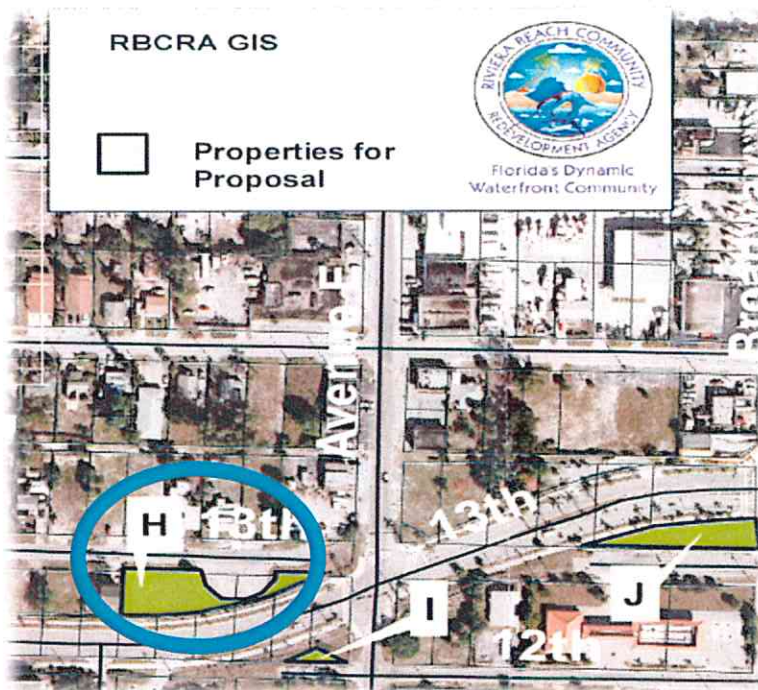 RBCRA GIS
RIVIERA BEACH COMMUNITY
REDEVELOPMENT AGENCY
Florida's Dynamic
Waterfront Community
Properties for
Proposal
Avenue E
H
13th
13th
J
I
12th